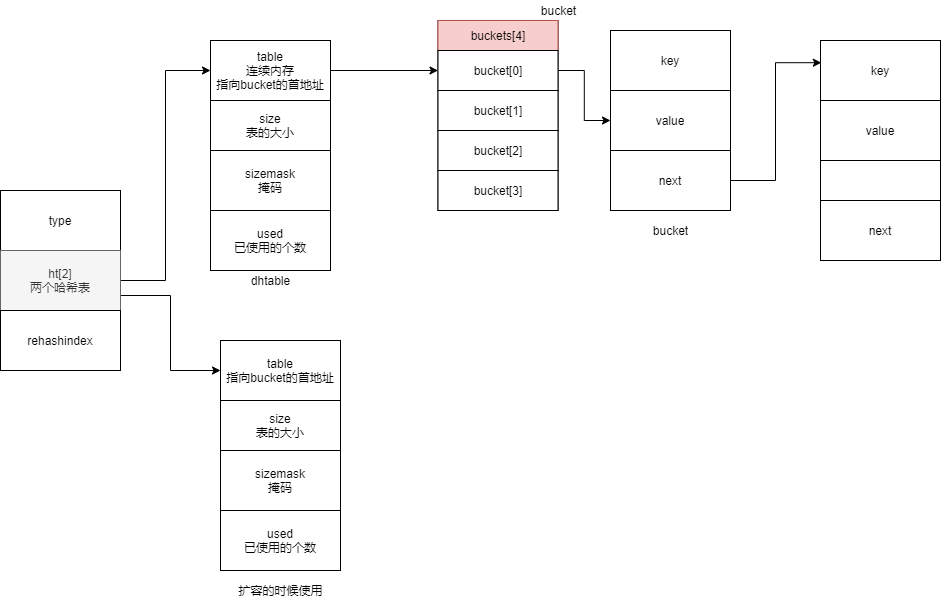 type
ht[2]
两个哈希表
rehashindex
table
连续内存
指向bucket的首地址
size
表的大小
sizemask
掩码
used
已使用的个数
dhtable
table
指向bucket的首地址
size
表的大小
sizemask
掩码
used
已使用的个数
扩容的时候使用
bucket
buckets[4]
bucket[0]
bucket[1]
bucket[2]
bucket[3]
key
value
next
bucket
key
value
next